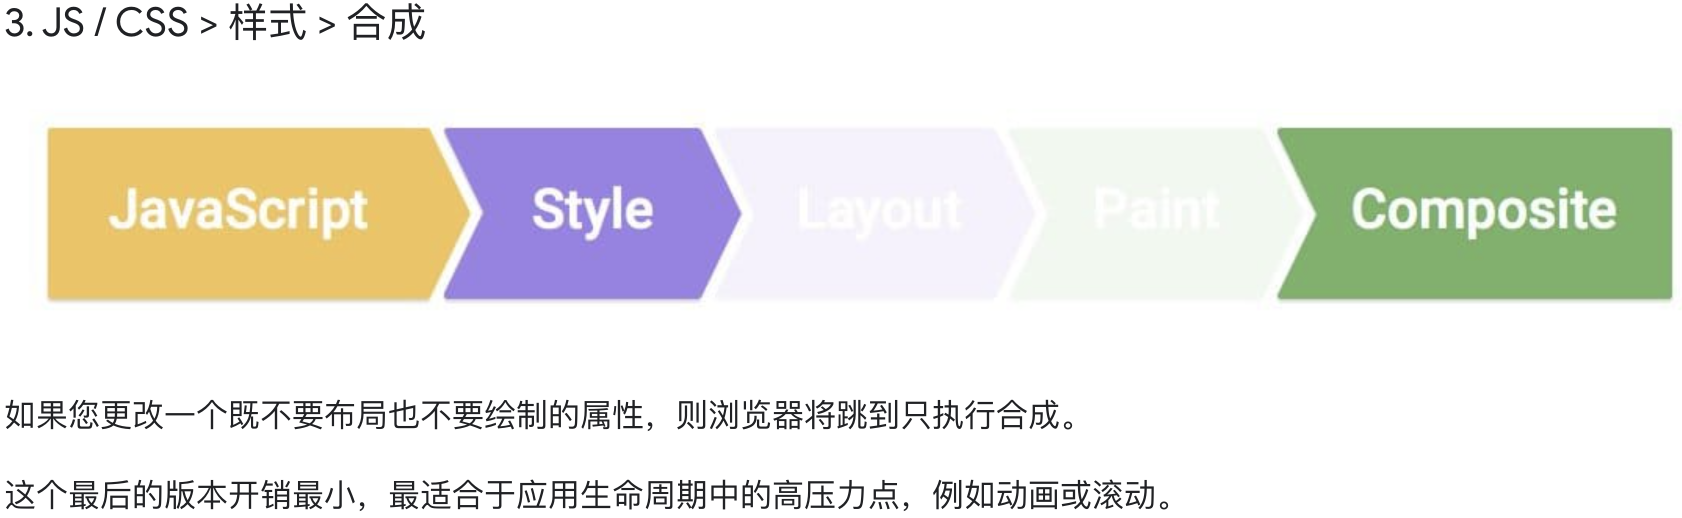 3. JS / CSS > 样式 > 合成
JavaScript Style Layout Paint Composite
如果您更改一个既不要布局也不要绘制的属性，则浏览器将跳到只执行合成。
这个最后的版本开销最小，最适合于应用生命周期中的高压力点，例如动画或滚动。